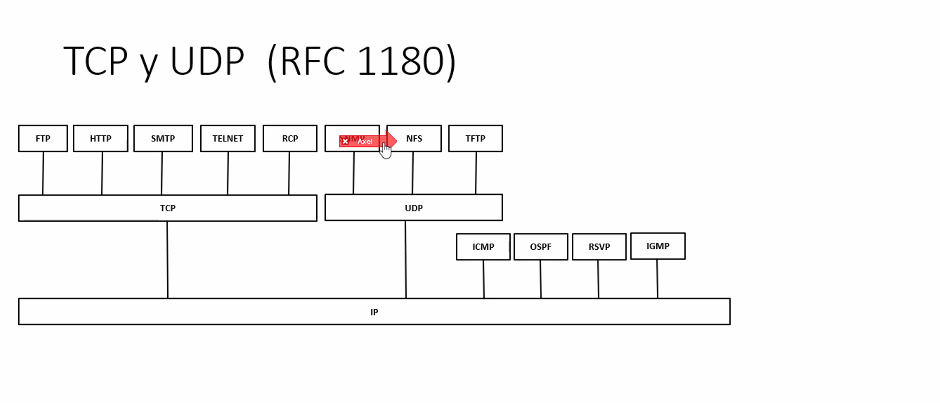 TCP y UDP (RFC 1180)
FTP HTTP SMTP TELNET RCP Axel NFS TFTP
TCP UDP
ICMP OSPF RSVP IGMP
IP